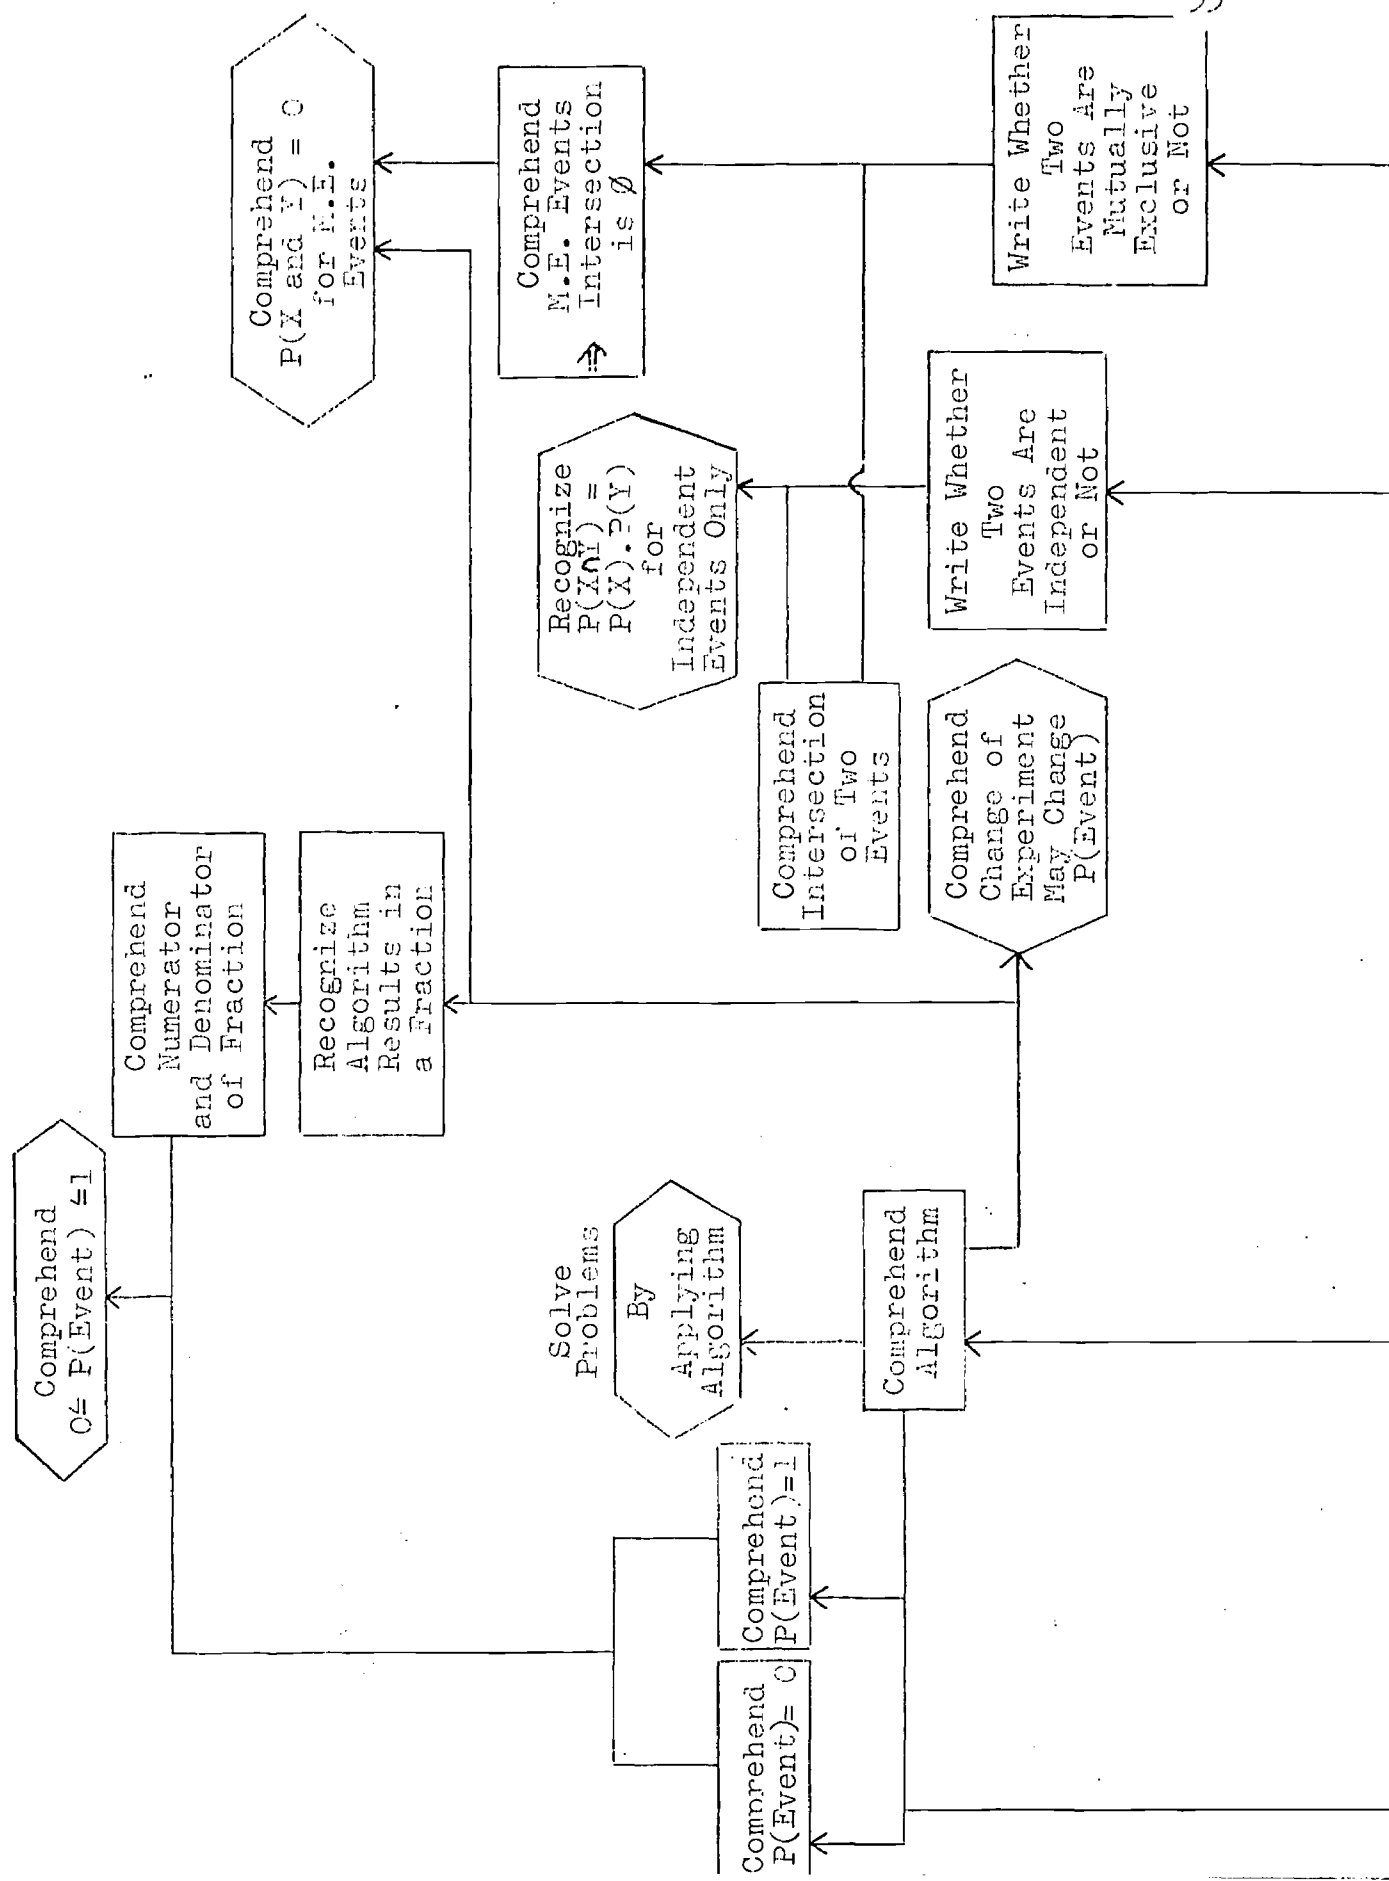 Comprehend
0≤ P(Event) ≤1
Comprehend
Numerator
and Denominator
of Fraction
Comprehend
P(X and Y) = 0
for M.E.
Events
Recognize
Algorithm
Results in
a Fraction
Comprehend
M.E. Events
Intersection
is Ø
⇒
Solve
Problems
By
Applying
Algorithm
Recognize
P(X∩Y) =
P(X).P(Y)
for
Independent
Events Only
Comprehend
P(Event)= 0
Comprehend
P(Event)=1
Comprehend
Intersection
of Two
Events
Comprehend
Algorithm
Comprehend
Change of
Experiment
May Change
P(Event)
Write Whether
Two
Events Are
Independent
or Not
Write Whether
Two
Events Are
Mutually
Exclusive
or Not